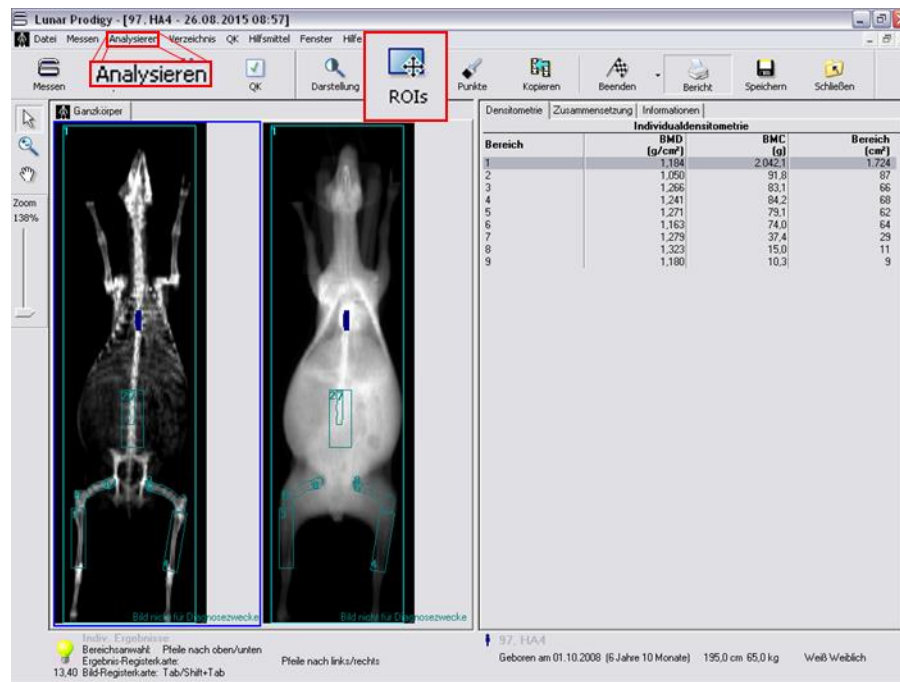 Lunar Prodigy - [97, HA4 - 26.08.2015 08:57]
Datei Messen Analysieren Verzeichnis QK Hilfsmittel Fenster Hilfe
Analysieren
Messen
QK
Darstellung
ROIs
Punkte
Kopieren
Beenden
Bericht
Speichern
Schließen
Ganzkörper
Zoom
138%
1
27
Bild nicht für Diagnosezwecke
1
27
3
4
Bild nicht für Diagnosezwecke
Densitometrie Zusammensetzung Informationen
Individualdensitometrie
Bereich BMD (g/cm²) BMC (g) Bereich (cm²)
1 1,184 2.042,1 1.724
2 1,050 91,8 87
3 1,266 83,1 66
4 1,241 84,2 68
5 1,271 79,1 62
6 1,163 74,0 64
7 1,279 37,4 29
8 1,323 15,0 11
9 1,180 10,3 9
Indiv. Ergebnisse
Bereichsanwahl: Pfeile nach oben/unten
Ergebnis-Registerkarte: Pfeile nach links/rechts
13,40 Bild-Registerkarte: Tab/Shift+Tab
97, HA4
Geboren am 01.10.2008 (6 Jahre 10 Monate) 195,0 cm 65,0 kg Weiß Weiblich